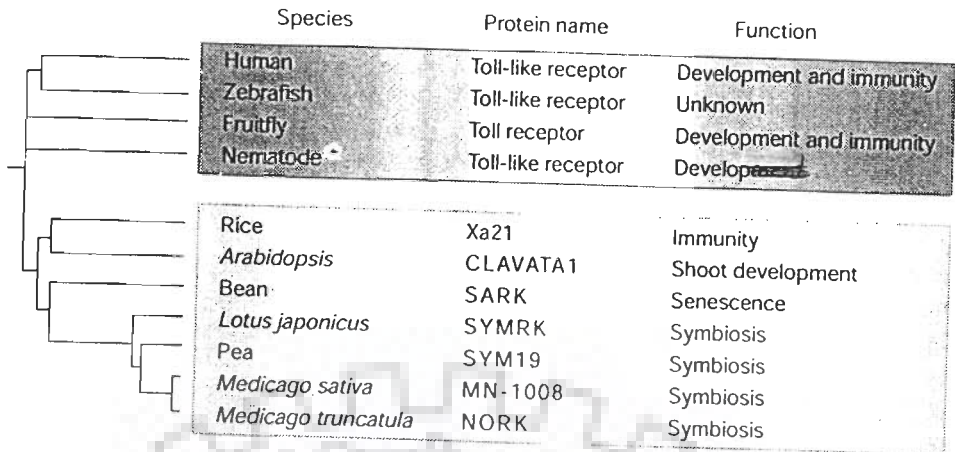 Species Protein name Function
Human Toll-like receptor Development and immunity
Zebrafish Toll-like receptor Unknown
Fruitfly Toll receptor Development and immunity
Nematode Toll-like receptor Development
Rice Xa21 Immunity
Arabidopsis CLAVATA1 Shoot development
Bean SARK Senescence
Lotus japonicus SYMRK Symbiosis
Pea SYM19 Symbiosis
Medicago sativa MN-1008 Symbiosis
Medicago truncatula NORK Symbiosis